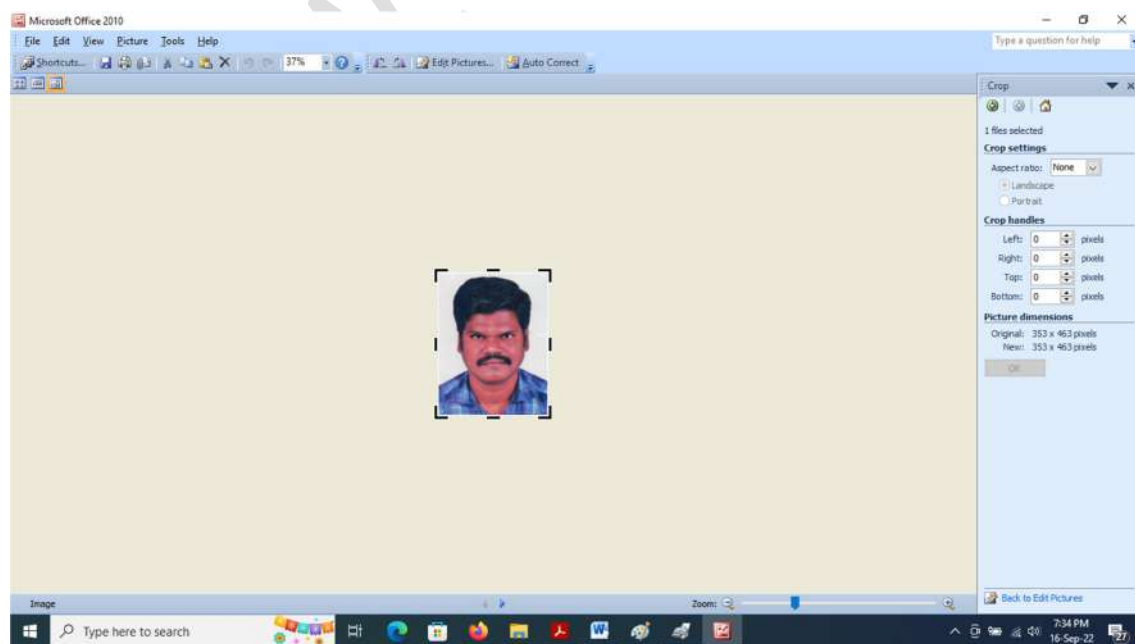 Microsoft Office 2010
File Edit View Picture Tools Help
Type a question for help
Shortcuts... 37% Edit Pictures... Auto Correct
Crop
1 files selected
Crop settings
Aspect ratio: None
Landscape
Portrait
Crop handles
Left: 0 pixels
Right: 0 pixels
Top: 0 pixels
Bottom: 0 pixels
Picture dimensions
Original: 353 x 463 pixels
New: 353 x 463 pixels
OK
Back to Edit Pictures
Image Zoom:
Type here to search
7:34 PM
16-Sep-22
27